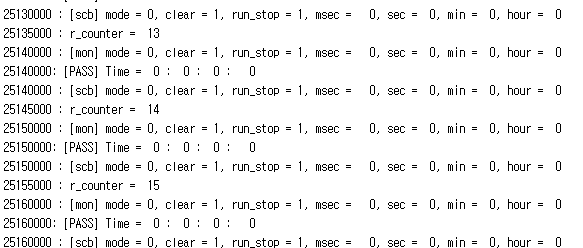 25130000 : [scb] mode = 0, clear = 1, run_stop = 1, msec =   0, sec =  0, min =  0, hour =  0
25135000 : r_counter =  13
25140000 : [mon] mode = 0, clear = 1, run_stop = 1, msec =   0, sec =  0, min =  0, hour =  0
25140000: [PASS] Time =  0 :  0 :  0 :   0
25140000 : [scb] mode = 0, clear = 1, run_stop = 1, msec =   0, sec =  0, min =  0, hour =  0
25145000 : r_counter =  14
25150000 : [mon] mode = 0, clear = 1, run_stop = 1, msec =   0, sec =  0, min =  0, hour =  0
25150000: [PASS] Time =  0 :  0 :  0 :   0
25150000 : [scb] mode = 0, clear = 1, run_stop = 1, msec =   0, sec =  0, min =  0, hour =  0
25155000 : r_counter =  15
25160000 : [mon] mode = 0, clear = 1, run_stop = 1, msec =   0, sec =  0, min =  0, hour =  0
25160000: [PASS] Time =  0 :  0 :  0 :   0
25160000 : [scb] mode = 0, clear = 1, run_stop = 1, msec =   0, sec =  0, min =  0, hour =  0